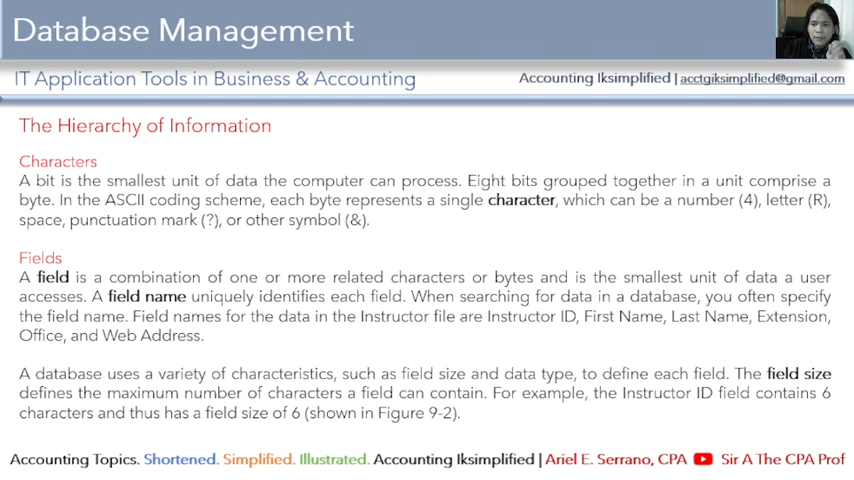 Database Management
IT Application Tools in Business & Accounting
Accounting Iksimplified | acctgiksimplified@gmail.com
The Hierarchy of Information
Characters
A bit is the smallest unit of data the computer can process. Eight bits grouped together in a unit comprise a
byte. In the ASCII coding scheme, each byte represents a single character, which can be a number (4), letter (R),
space, punctuation mark (?), or other symbol (&).
Fields
A field is a combination of one or more related characters or bytes and is the smallest unit of data a user
accesses. A field name uniquely identifies each field. When searching for data in a database, you often specify
the field name. Field names for the data in the Instructor file are Instructor ID, First Name, Last Name, Extension,
Office, and Web Address.
A database uses a variety of characteristics, such as field size and data type, to define each field. The field size
defines the maximum number of characters a field can contain. For example, the Instructor ID field contains 6
characters and thus has a field size of 6 (shown in Figure 9-2).
Accounting Topics. Shortened. Simplified. Illustrated. Accounting Iksimplified | Ariel E. Serrano, CPA Sir A The CPA Prof